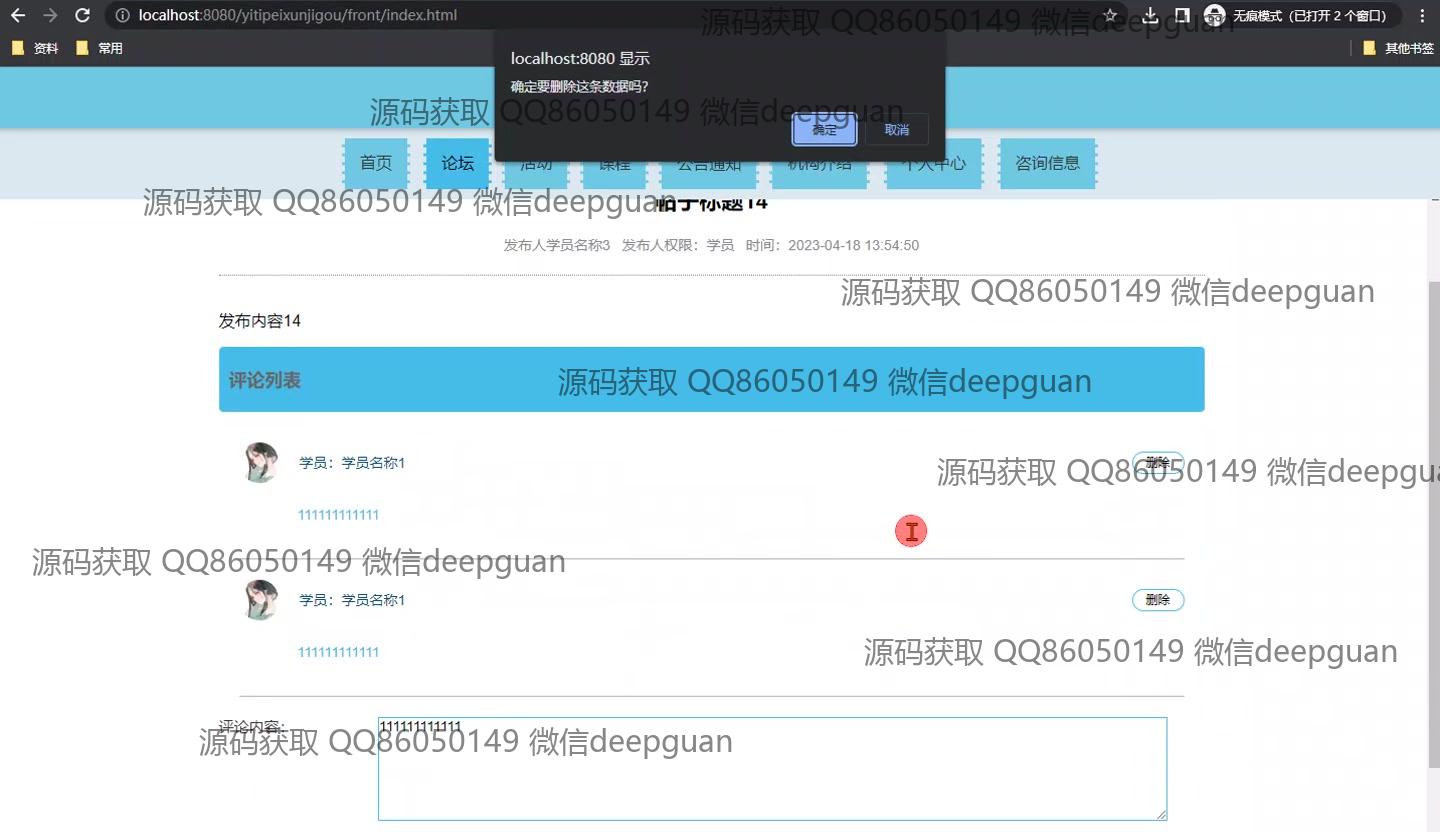 localhost:8080/yitipeixunjigou/front/index.html
无痕模式（已打开 2 个窗口）
资料
常用
其他书签
localhost:8080 显示
确定要删除这条数据吗？
确定
取消
源码获取 QQ86050149 微信deepguan
源码获取 QQ86050149 微信deepguan
首页
论坛
活动
课程
公告通知
机构介绍
个人中心
咨询信息
源码获取 QQ86050149 微信deepguan
帖子标题14
发布人学员名称3 发布人权限：学员 时间：2023-04-18 13:54:50
源码获取 QQ86050149 微信deepguan
发布内容14
评论列表
源码获取 QQ86050149 微信deepguan
学员：学员名称1
删除
源码获取 QQ86050149 微信deepgua
111111111111
源码获取 QQ86050149 微信deepguan
学员：学员名称1
删除
111111111111
源码获取 QQ86050149 微信deepguan
评论内容：
111111111111
源码获取 QQ86050149 微信deepguan